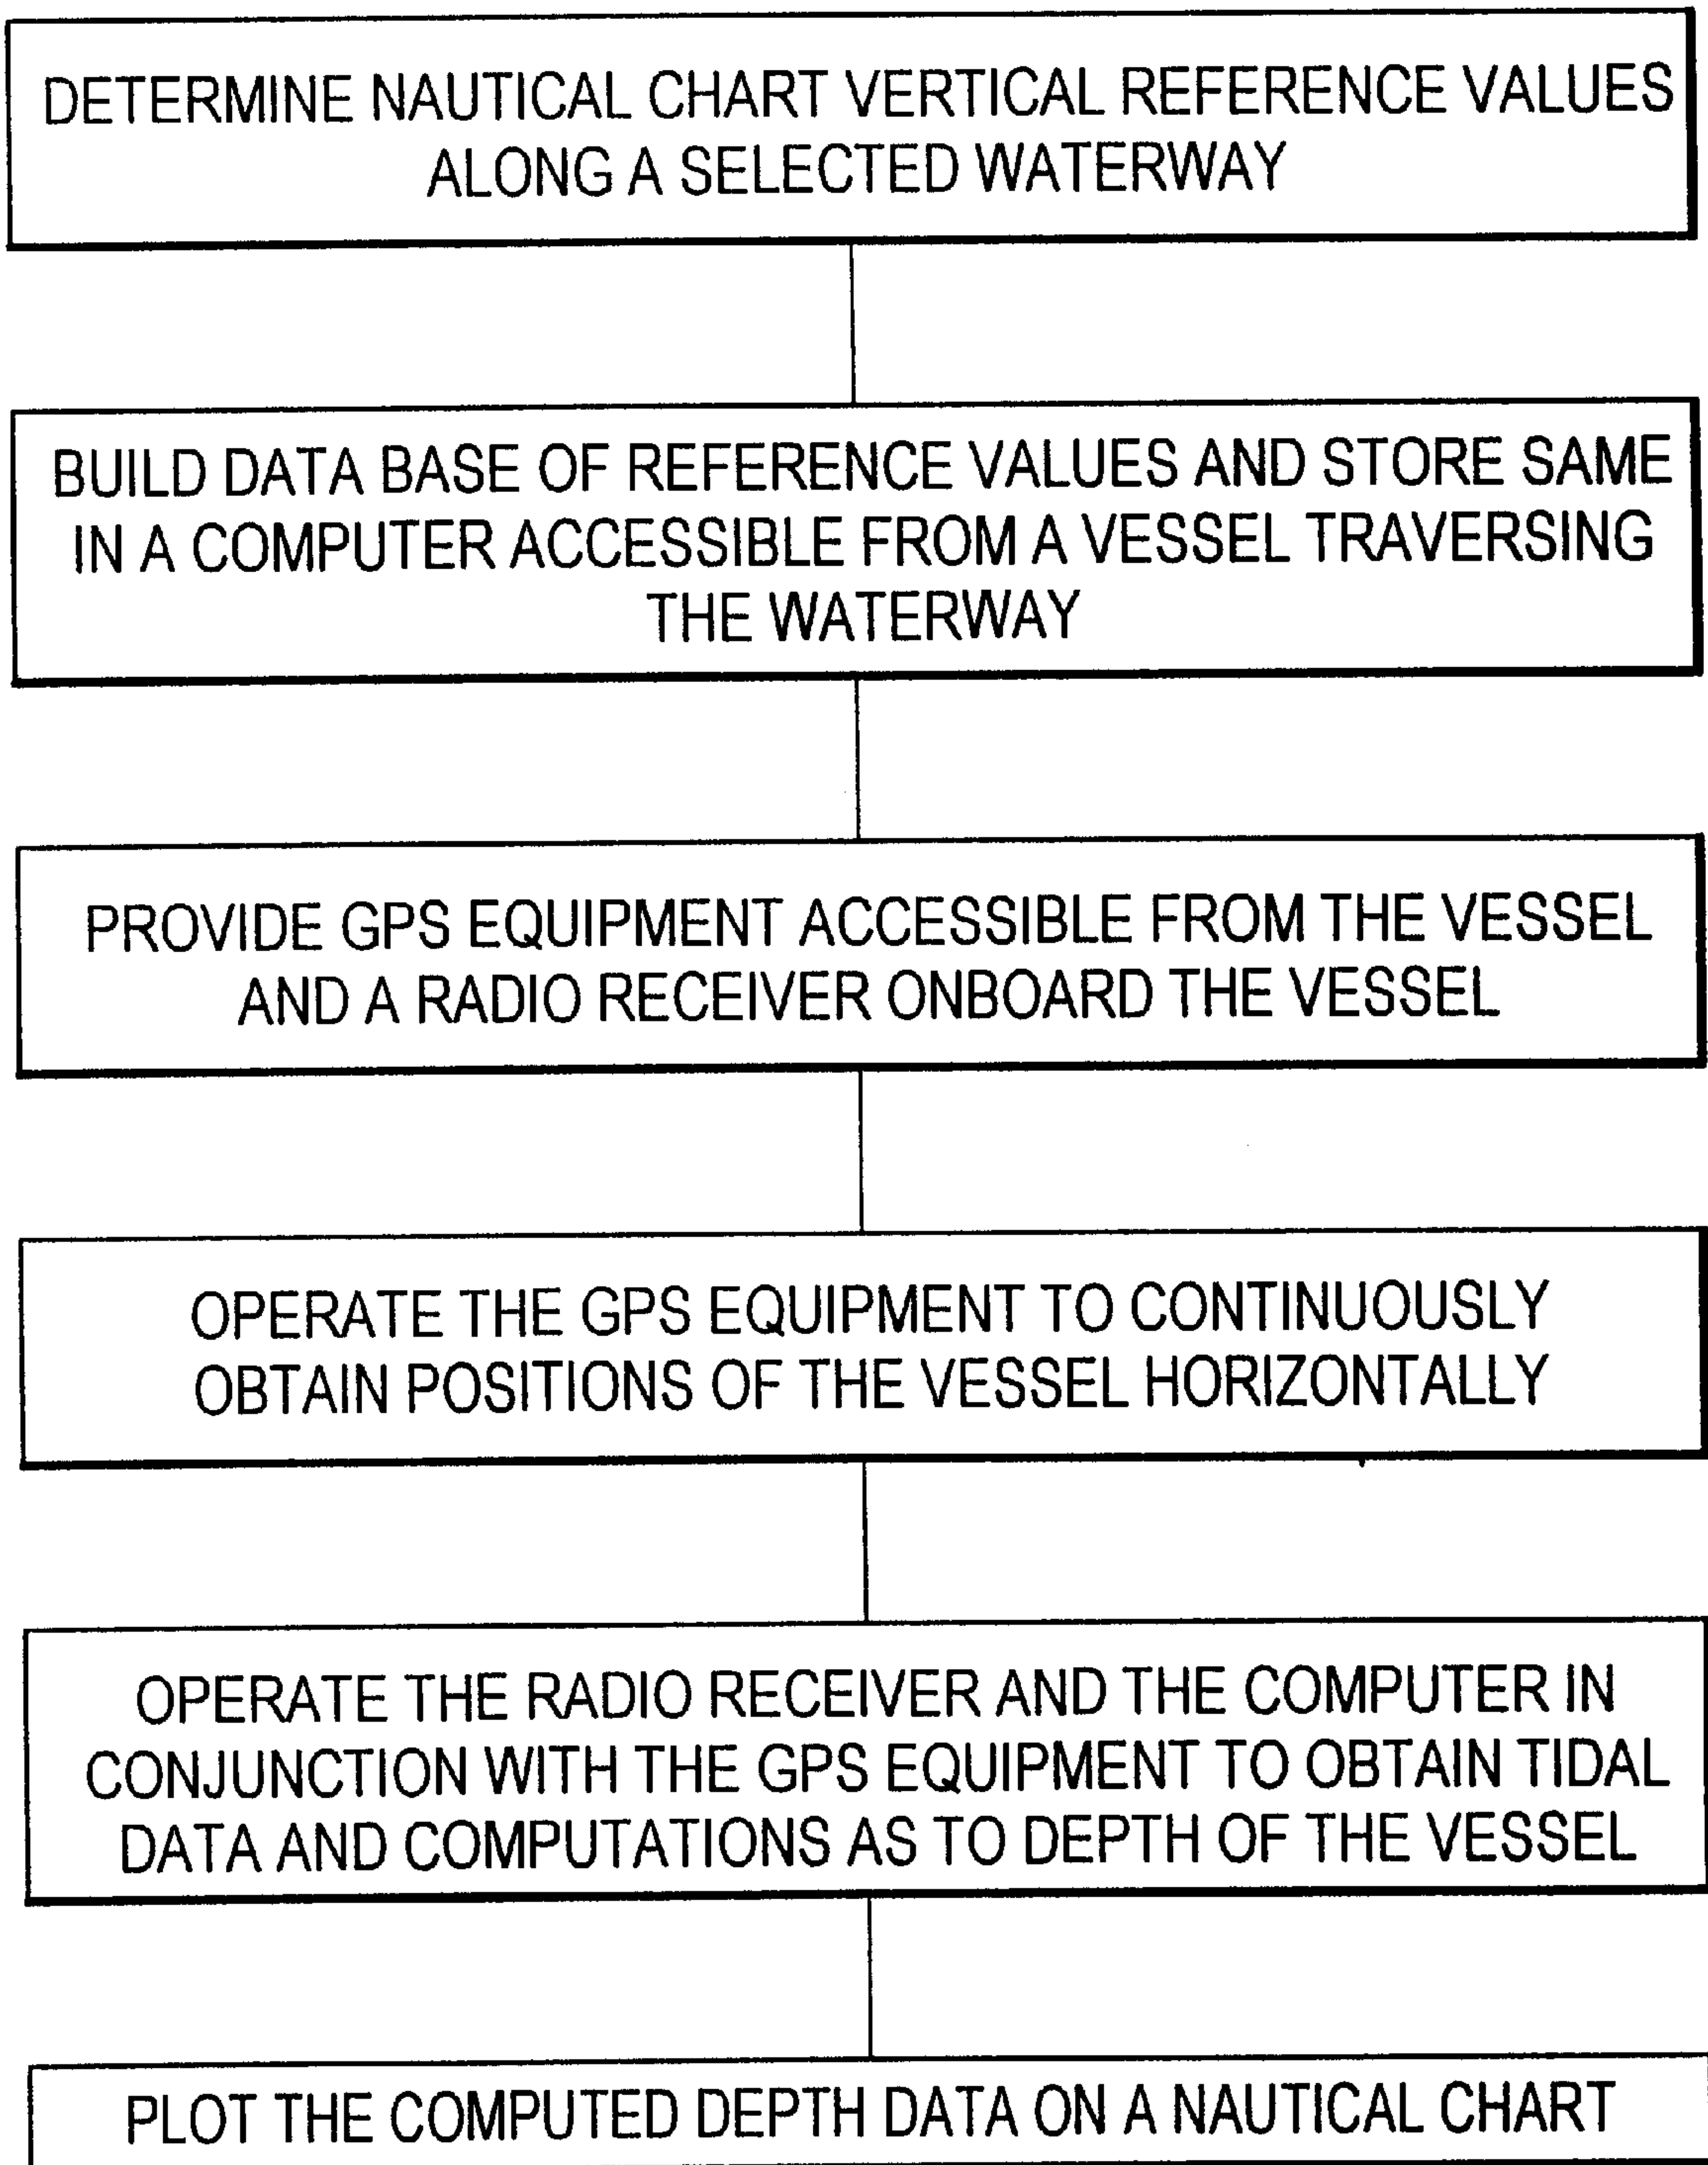 DETERMINE NAUTICAL CHART VERTICAL REFERENCE VALUES
ALONG A SELECTED WATERWAY
BUILD DATA BASE OF REFERENCE VALUES AND STORE SAME
IN A COMPUTER ACCESSIBLE FROM A VESSEL TRAVERSING
THE WATERWAY
PROVIDE GPS EQUIPMENT ACCESSIBLE FROM THE VESSEL
AND A RADIO RECEIVER ONBOARD THE VESSEL
OPERATE THE GPS EQUIPMENT TO CONTINUOUSLY
OBTAIN POSITIONS OF THE VESSEL HORIZONTALLY
OPERATE THE RADIO RECEIVER AND THE COMPUTER IN
CONJUNCTION WITH THE GPS EQUIPMENT TO OBTAIN TIDAL
DATA AND COMPUTATIONS AS TO DEPTH OF THE VESSEL
PLOT THE COMPUTED DEPTH DATA ON A NAUTICAL CHART